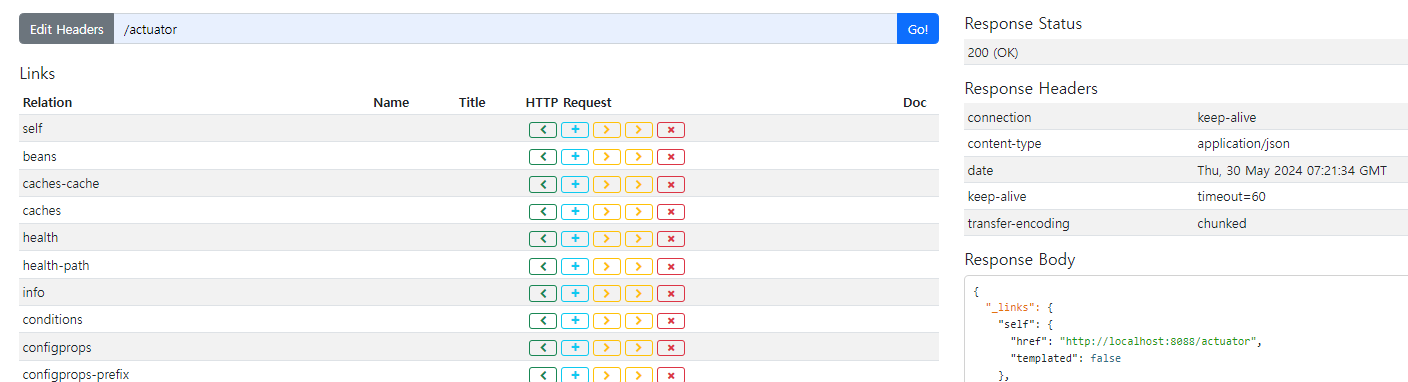 Edit Headers /actuator Go!
Links
Relation Name Title HTTP Request Doc
self
beans
caches-cache
caches
health
health-path
info
conditions
configprops
configprops-prefix
Response Status
200 (OK)
Response Headers
connection keep-alive
content-type application/json
date Thu, 30 May 2024 07:21:34 GMT
keep-alive timeout=60
transfer-encoding chunked
Response Body
{
"_links": {
"self": {
"href": "http://localhost:8088/actuator",
"templated": false
},